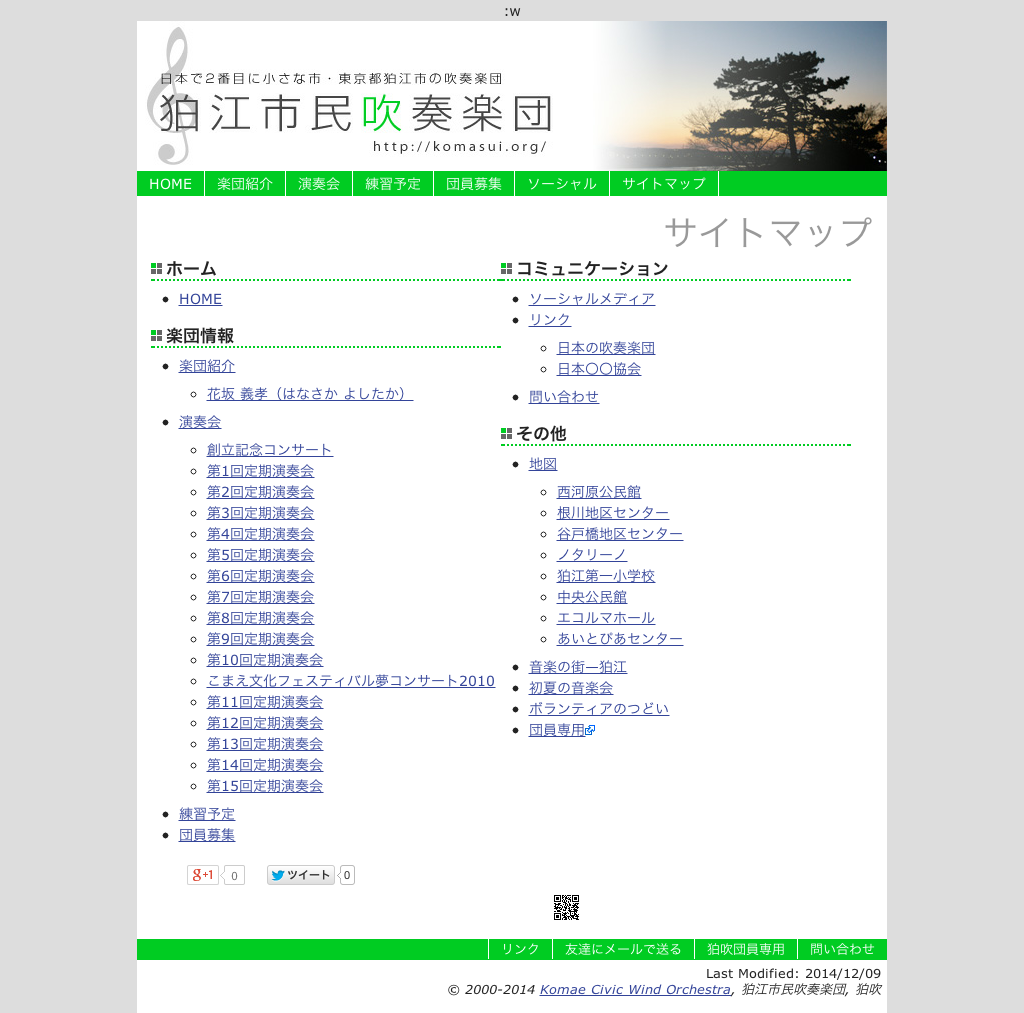 :w
日本で2番目に小さな市・東京都狛江市の吹奏楽団
狛江市民吹奏楽団
http://komasui.org/
HOME 楽団紹介 演奏会 練習予定 団員募集 ソーシャル サイトマップ
サイトマップ
ホーム
HOME
楽団情報
楽団紹介
花坂 義孝（はなさか よしたか）
演奏会
創立記念コンサート
第1回定期演奏会
第2回定期演奏会
第3回定期演奏会
第4回定期演奏会
第5回定期演奏会
第6回定期演奏会
第7回定期演奏会
第8回定期演奏会
第9回定期演奏会
第10回定期演奏会
こまえ文化フェスティバル夢コンサート2010
第11回定期演奏会
第12回定期演奏会
第13回定期演奏会
第14回定期演奏会
第15回定期演奏会
練習予定
団員募集
コミュニケーション
ソーシャルメディア
リンク
日本の吹奏楽団
日本〇〇協会
問い合わせ
その他
地図
西河原公民館
根川地区センター
谷戸橋地区センター
ノタリーノ
狛江第一小学校
中央公民館
エコルマホール
あいとぴあセンター
音楽の街—狛江
初夏の音楽会
ボランティアのつどい
団員専用
g+1 0 ツイート 0
リンク 友達にメールで送る 狛吹団員専用 問い合わせ
Last Modified: 2014/12/09
© 2000-2014 Komae Civic Wind Orchestra, 狛江市民吹奏楽団, 狛吹